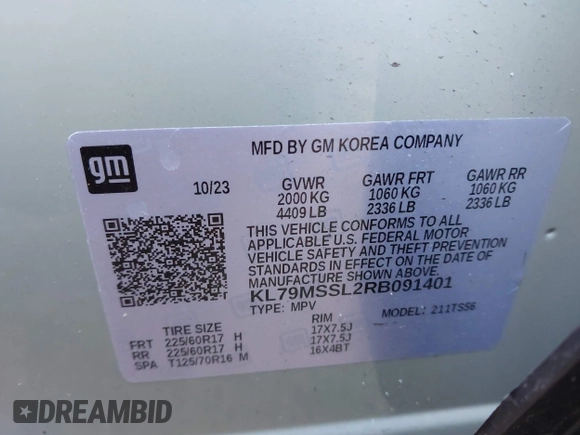 gm
MFD BY GM KOREA COMPANY
10/23
GVWR GAWR FRT GAWR RR
2000 KG 1060 KG 1060 KG
4409 LB 2336 LB 2336 LB
THIS VEHICLE CONFORMS TO ALL
APPLICABLE U.S. FEDERAL MOTOR
VEHICLE SAFETY AND THEFT PREVENTION
STANDARDS IN EFFECT ON THE DATE OF
MANUFACTURE SHOWN ABOVE.
KL79MSSL2RB091401
TYPE: MPV MODEL: 211TS56
TIRE SIZE RIM
FRT 225/60R17 H 17X7.5J
RR 225/60R17 H 17X7.5J
SPA T125/70R16 M 16X4BT
DREAMBID